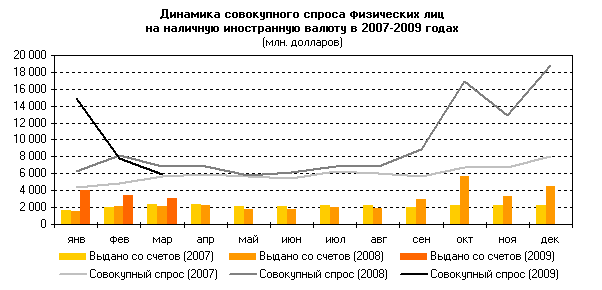 Динамика совокупного спроса физических лиц
на наличную иностранную валюту в 2007-2009 годах
(млн. долларов)
20 000
18 000
16 000
14 000
12 000
10 000
8 000
6 000
4 000
2 000
0
янв фев мар апр май июн июл авг сен окт ноя дек
Выдано со счетов (2007) Выдано со счетов (2008) Выдано со счетов (2009)
Совокупный спрос (2007) Совокупный спрос (2008) Совокупный спрос (2009)